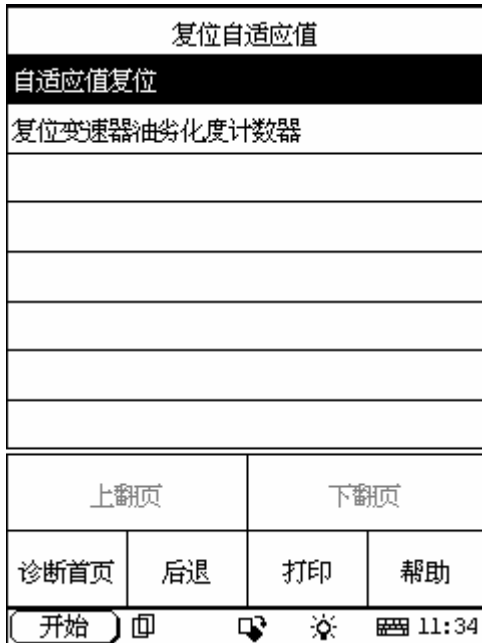 复位自适应值
自适应值复位
复位变速器油劣化度计数器
上翻页 下翻页
诊断首页 后退 打印 帮助
开始 11:34